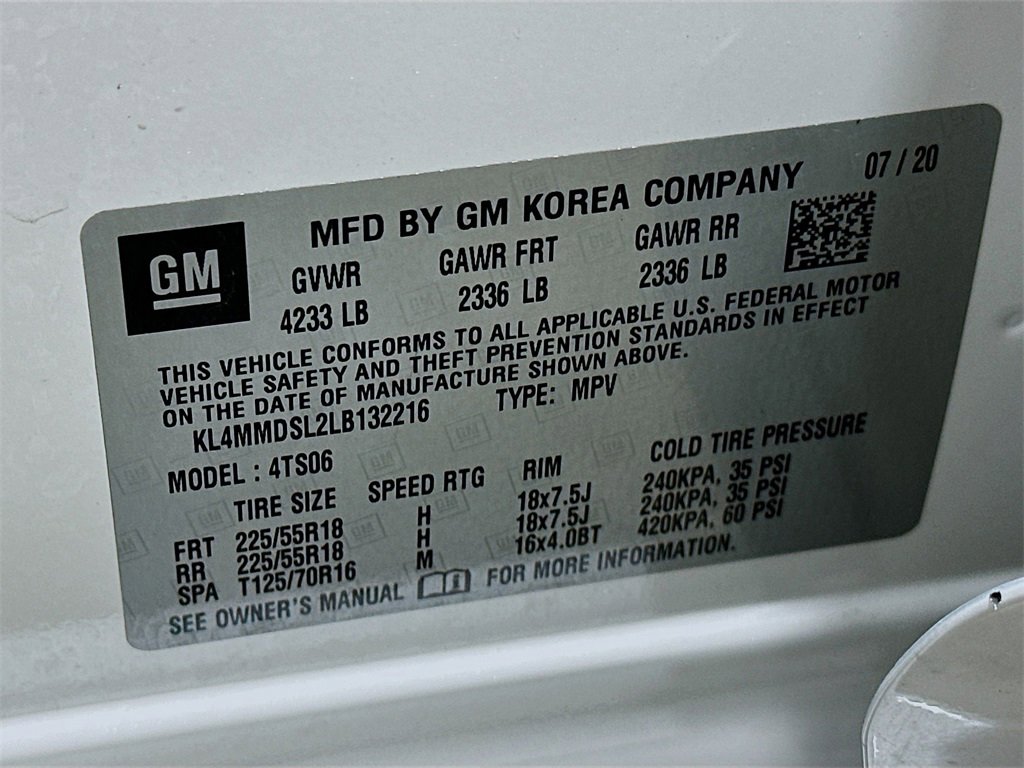 MFD BY GM KOREA COMPANY 07 / 20
GM
GVWR GAWR FRT GAWR RR
4233 LB 2336 LB 2336 LB
THIS VEHICLE CONFORMS TO ALL APPLICABLE U.S. FEDERAL MOTOR
VEHICLE SAFETY AND THEFT PREVENTION STANDARDS IN EFFECT
ON THE DATE OF MANUFACTURE SHOWN ABOVE.
KL4MMDSL2LB132216 TYPE: MPV
MODEL : 4TS06
TIRE SIZE SPEED RTG RIM COLD TIRE PRESSURE
FRT 225/55R18 H 18x7.5J 240KPA, 35 PSI
RR 225/55R18 H 18x7.5J 240KPA, 35 PSI
SPA T125/70R16 M 16x4.0BT 420KPA, 60 PSI
SEE OWNER'S MANUAL FOR MORE INFORMATION.